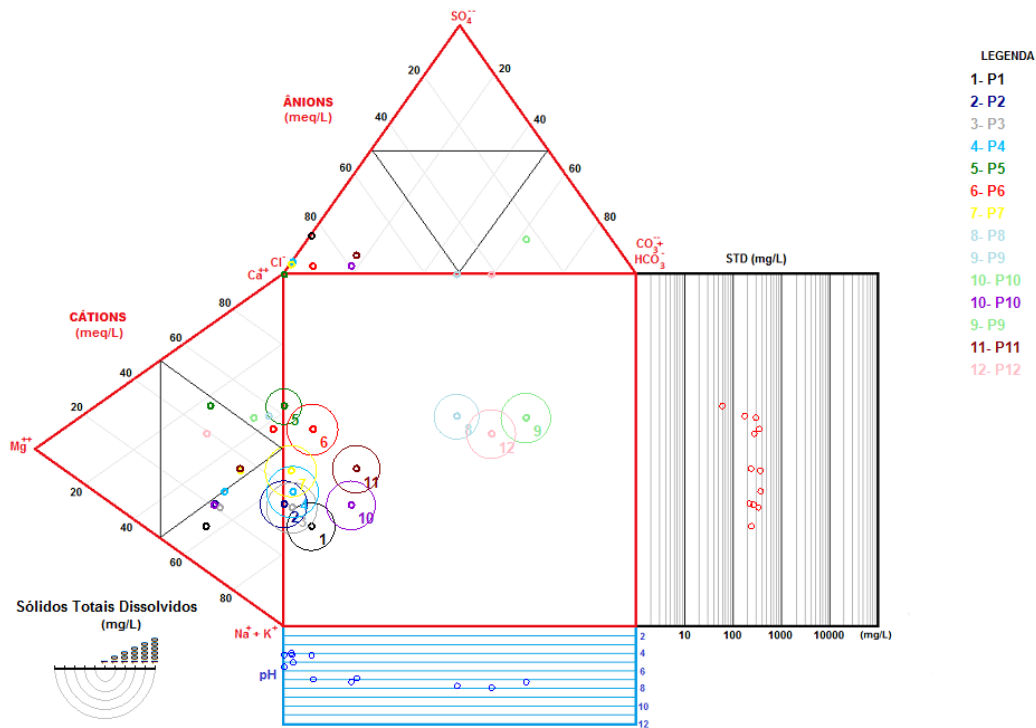 SO₄⁻⁻
20
20
ÂNIONS
(meq/L)
40
40
60
60
80
80
CO₃⁻⁻+
HCO₃⁻
Cl⁻
Ca⁺⁺
STD (mg/L)
CÁTIONS
(meq/L)
80
60
40
20
Mg⁺⁺
20
40
60
80
Na⁺ + K⁺
5
6
7
4
2
3
1
11
10
8
12
9
10
100
1000
10000
(mg/L)
Sólidos Totais Dissolvidos
(mg/L)
pH
2
4
6
8
10
12
LEGENDA
1- P1
2- P2
3- P3
4- P4
5- P5
6- P6
7- P7
8- P8
9- P9
10- P10
10- P10
9- P9
11- P11
12- P12